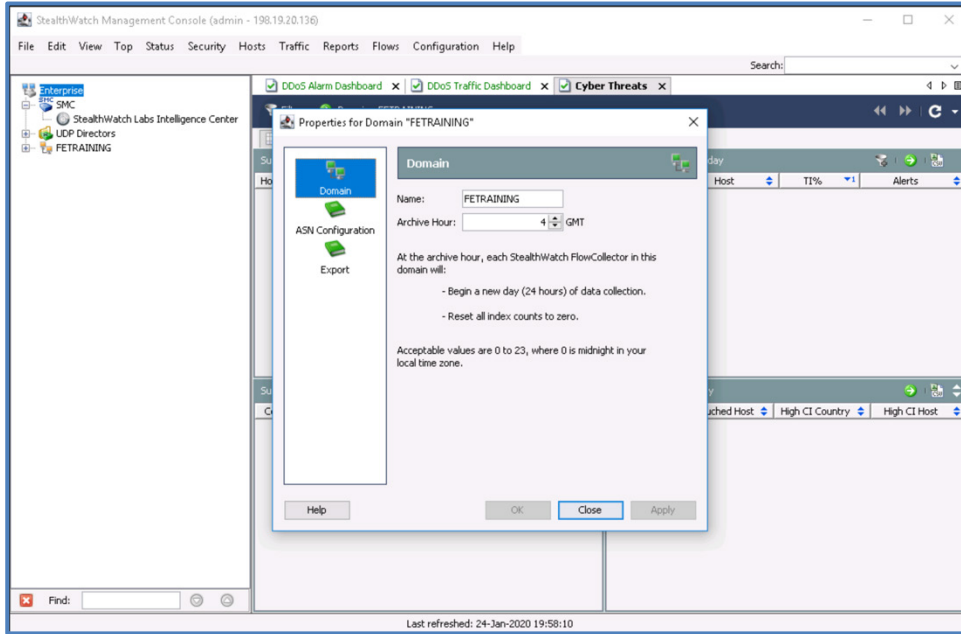 StealthWatch Management Console (admin - 198.19.20.136)
File Edit View Top Status Security Hosts Traffic Reports Flows Configuration Help
Search:
Enterprise
SMC
StealthWatch Labs Intelligence Center
UDP Directors
FETRAINING
DDoS Alarm Dashboard
DDoS Traffic Dashboard
Cyber Threats
Properties for Domain "FETRAINING"
Domain
ASN Configuration
Export
Domain
Name: FETRAINING
Archive Hour: 4 GMT
At the archive hour, each StealthWatch FlowCollector in this
domain will:
- Begin a new day (24 hours) of data collection.
- Reset all index counts to zero.
Acceptable values are 0 to 23, where 0 is midnight in your
local time zone.
Help OK Close Apply
Host TI% 1 Alerts
High CI Country High CI Host
Find:
Last refreshed: 24-Jan-2020 19:58:10